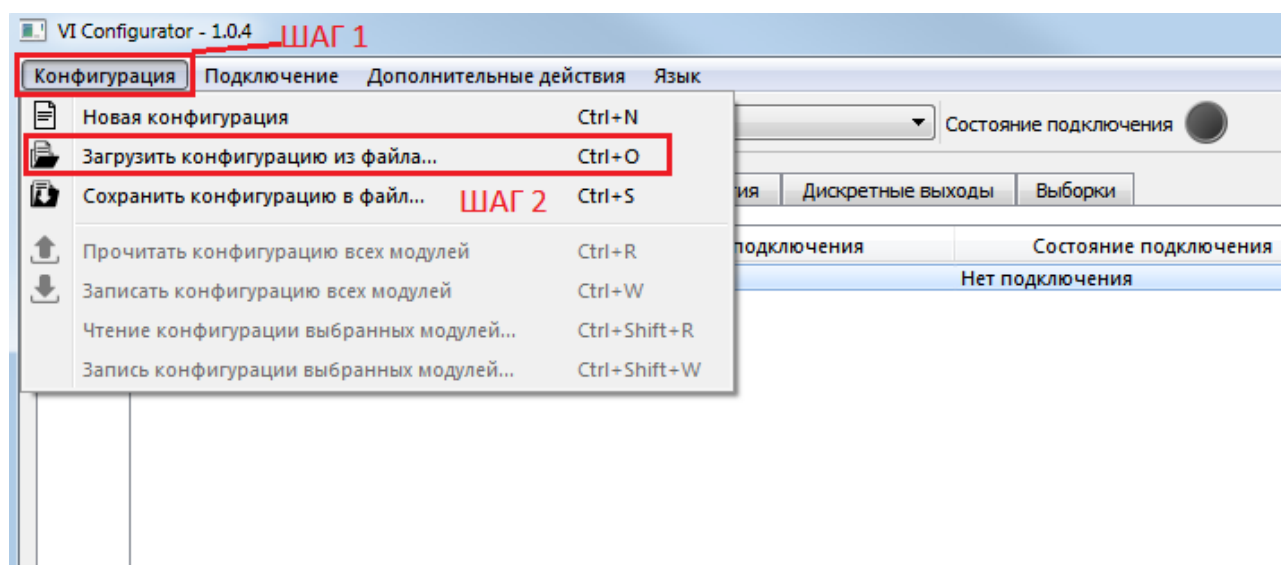 VI Configurator - 1.0.4
ШАГ 1
Конфигурация Подключение Дополнительные действия Язык
Новая конфигурация Ctrl+N
Состояние подключения
Загрузить конфигурацию из файла... Ctrl+O
Сохранить конфигурацию в файл... Ctrl+S
ШАГ 2
Дискретные выходы Выборки
Прочитать конфигурацию всех модулей Ctrl+R
подключения Состояние подключения
Записать конфигурацию всех модулей Ctrl+W
Нет подключения
Чтение конфигурации выбранных модулей... Ctrl+Shift+R
Запись конфигурации выбранных модулей... Ctrl+Shift+W